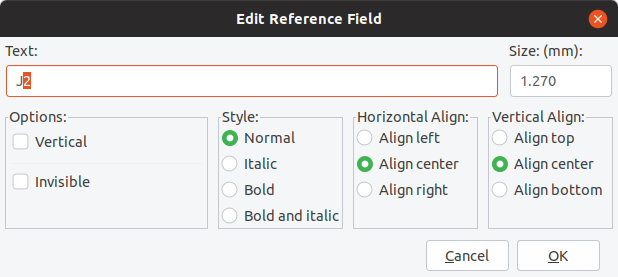 Edit Reference Field
Text: Size: (mm):
J2 1.270
Options: Style: Horizontal Align: Vertical Align:
Vertical Normal Align left Align top
Italic Align center Align center
Invisible Bold Align right Align bottom
Bold and italic
Cancel OK